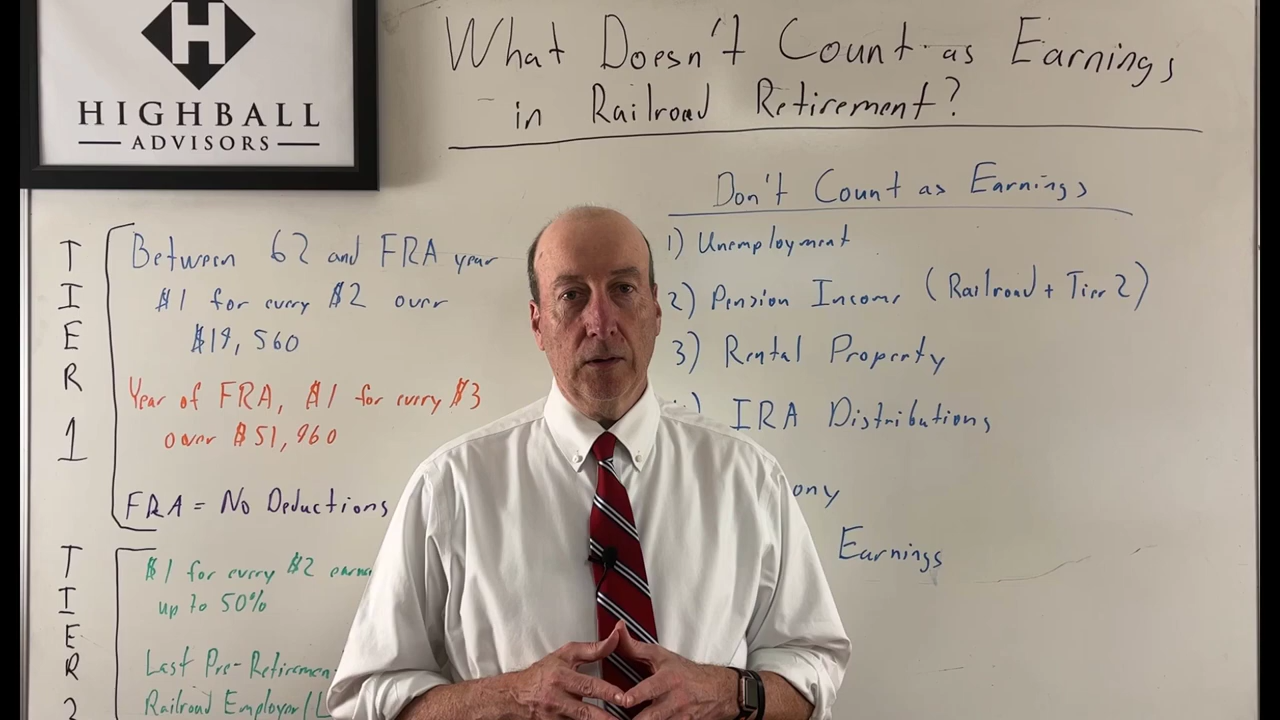 H
HIGHBALL
ADVISORS
What Doesn't Count as Earnings
in Railroad Retirement?
TIER 1
Between 62 and FRA year
$1 for every $2 over
$19,560
Year of FRA, $1 for every $3
over $51,960
FRA = No Deductions
TIER 2
$1 for every $2
up to 50%
Last Pre-Retirement
Railroad Employer/L
Don't Count as Earnings
1) Unemployment
2) Pension Income (Railroad + Tier 2)
3) Rental Property
IRA Distributions
ony
Earnings